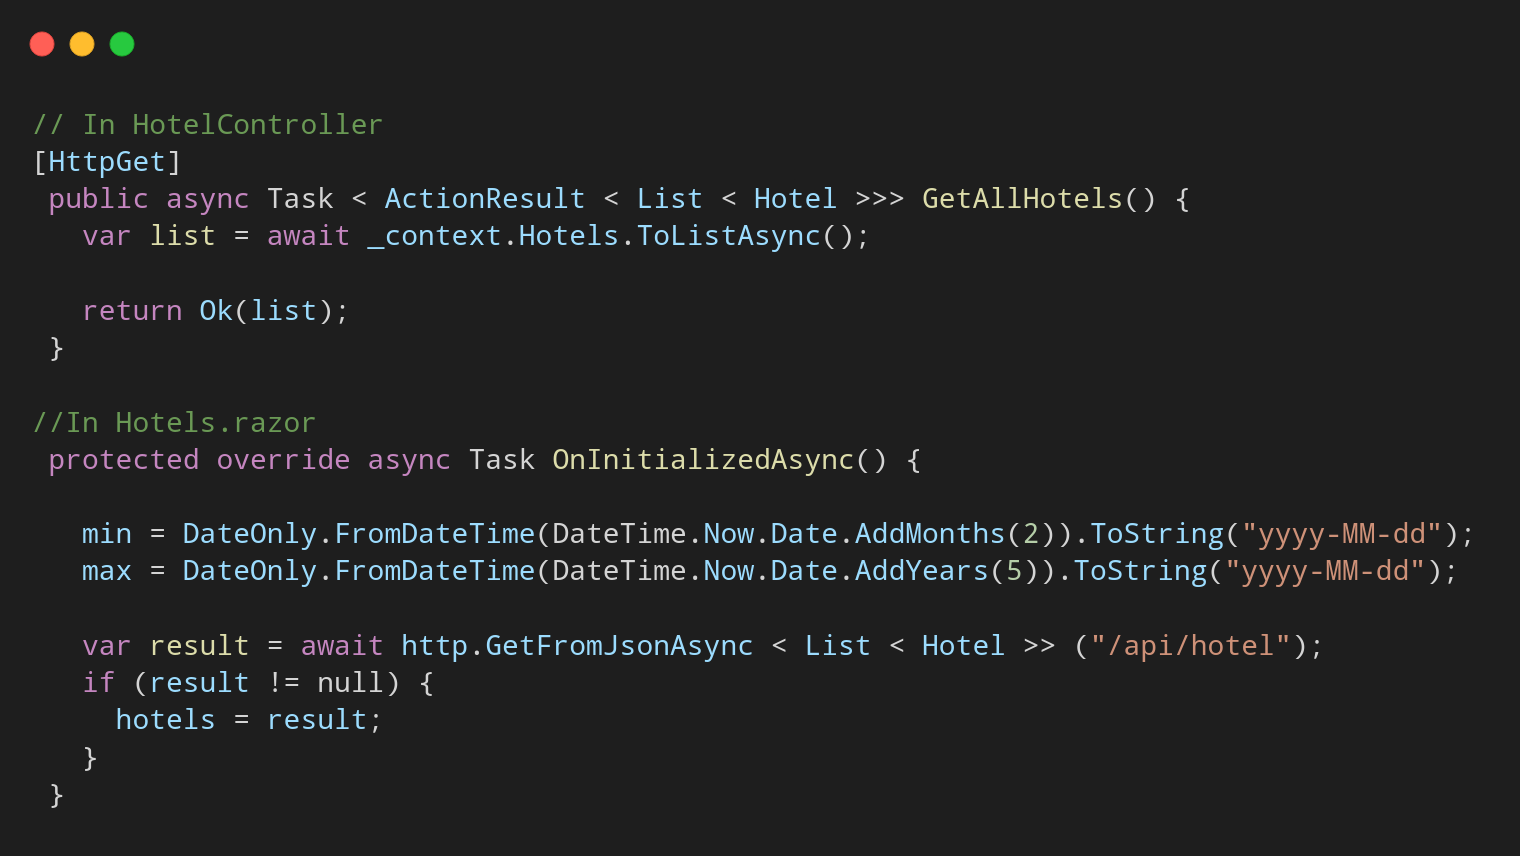 // In HotelController
[HttpGet]
 public async Task < ActionResult < List < Hotel >>> GetAllHotels() {
   var list = await _context.Hotels.ToListAsync();

   return Ok(list);
 }

//In Hotels.razor
 protected override async Task OnInitializedAsync() {

   min = DateOnly.FromDateTime(DateTime.Now.Date.AddMonths(2)).ToString("yyyy-MM-dd");
   max = DateOnly.FromDateTime(DateTime.Now.Date.AddYears(5)).ToString("yyyy-MM-dd");

   var result = await http.GetFromJsonAsync < List < Hotel >> ("/api/hotel");
   if (result != null) {
     hotels = result;
   }
 }